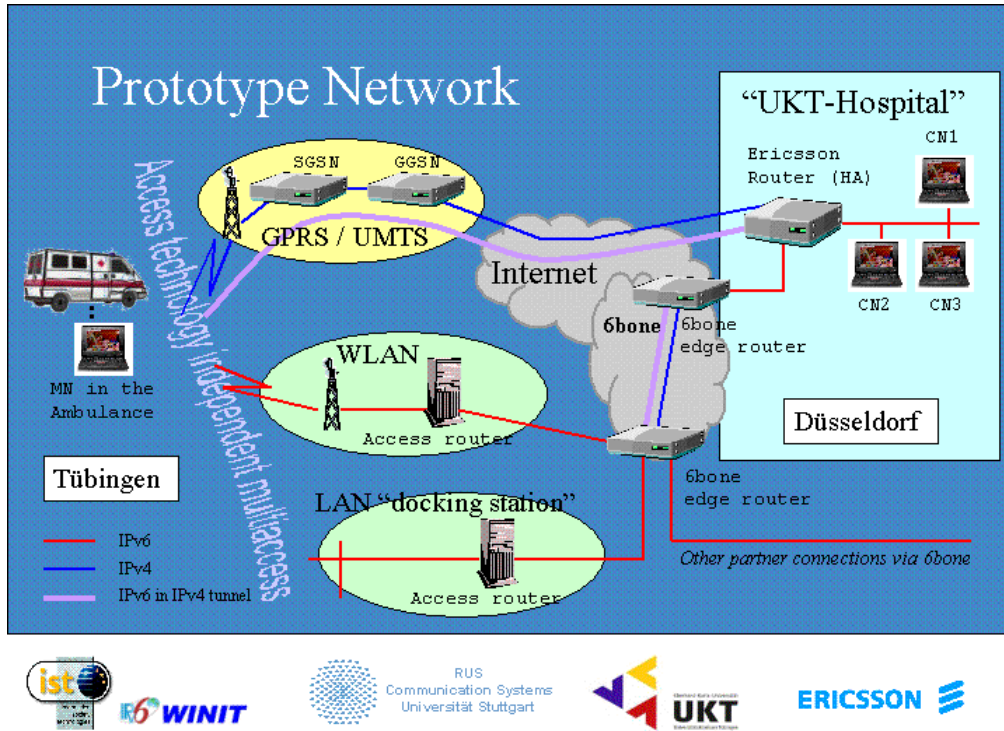 Prototype Network
"UKT-Hospital"
CN1
Ericsson
Router (HA)
SGSN
GGSN
GPRS / UMTS
Access technology independent multiaccess
Internet
CN2
CN3
6bone
6bone
edge router
MN in the
Ambulance
WLAN
Access router
Düsseldorf
Tübingen
6bone
edge router
LAN "docking station"
Other partner connections via 6bone
IPv6
IPv4
IPv6 in IPv4 tunnel
Access router
ist
6WINIT
RUS
Communication Systems
Universität Stuttgart
UKT
ERICSSON